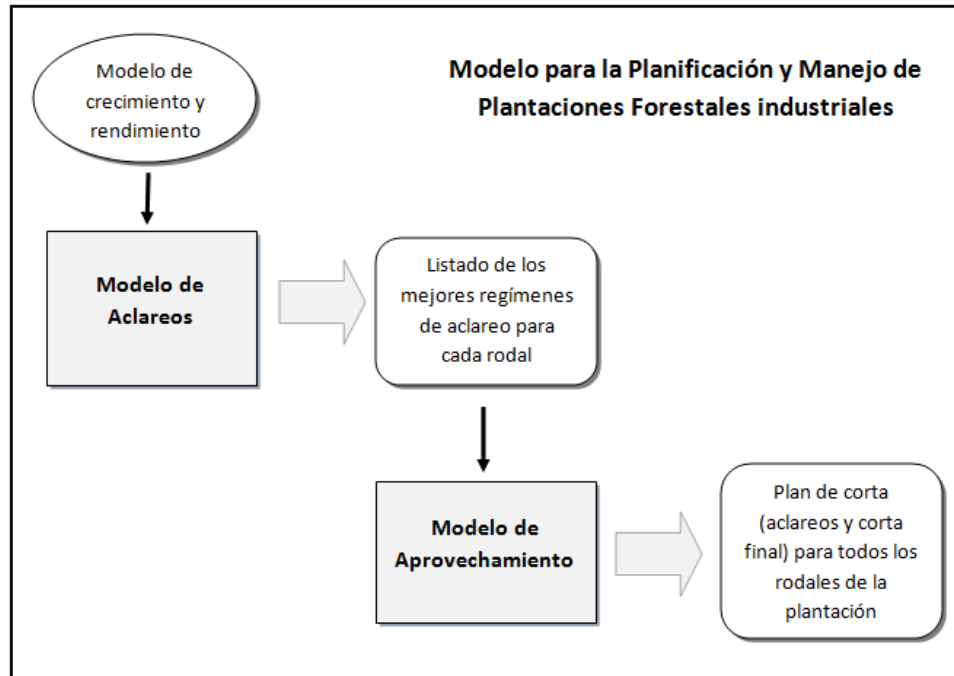 Modelo de
crecimiento y
rendimiento
Modelo para la Planificación y Manejo de
Plantaciones Forestales industriales
Modelo de
Aclareos
Listado de los
mejores regímenes
de aclareo para
cada rodal
Modelo de
Aprovechamiento
Plan de corta
(aclareos y corta
final) para todos los
rodales de la
plantación